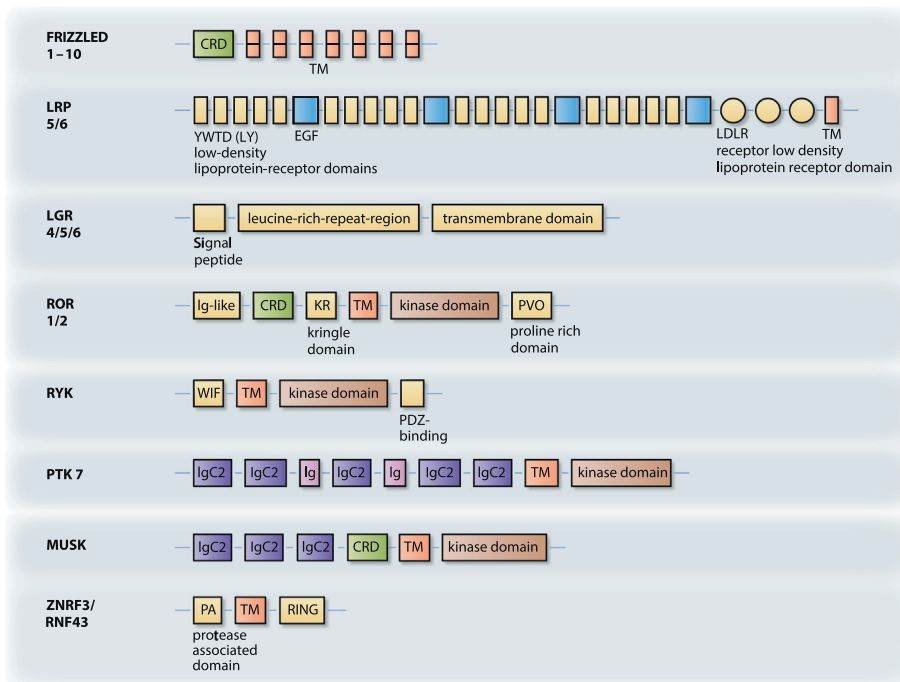 FRIZZLED
1–10
CRD
TM
LRP
5/6
YWTD (LY)
low-density
lipoprotein-receptor domains
EGF
LDLR
receptor low density
lipoprotein receptor domain
TM
LGR
4/5/6
leucine-rich-repeat-region
transmembrane domain
Signal
peptide
ROR
1/2
Ig-like
CRD
KR
TM
kinase domain
PVO
kringle
domain
proline rich
domain
RYK
WIF
TM
kinase domain
PDZ-
binding
PTK 7
IgC2
IgC2
Ig
IgC2
Ig
IgC2
IgC2
TM
kinase domain
MUSK
IgC2
IgC2
IgC2
CRD
TM
kinase domain
ZNRF3/
RNF43
PA
TM
RING
protease
associated
domain